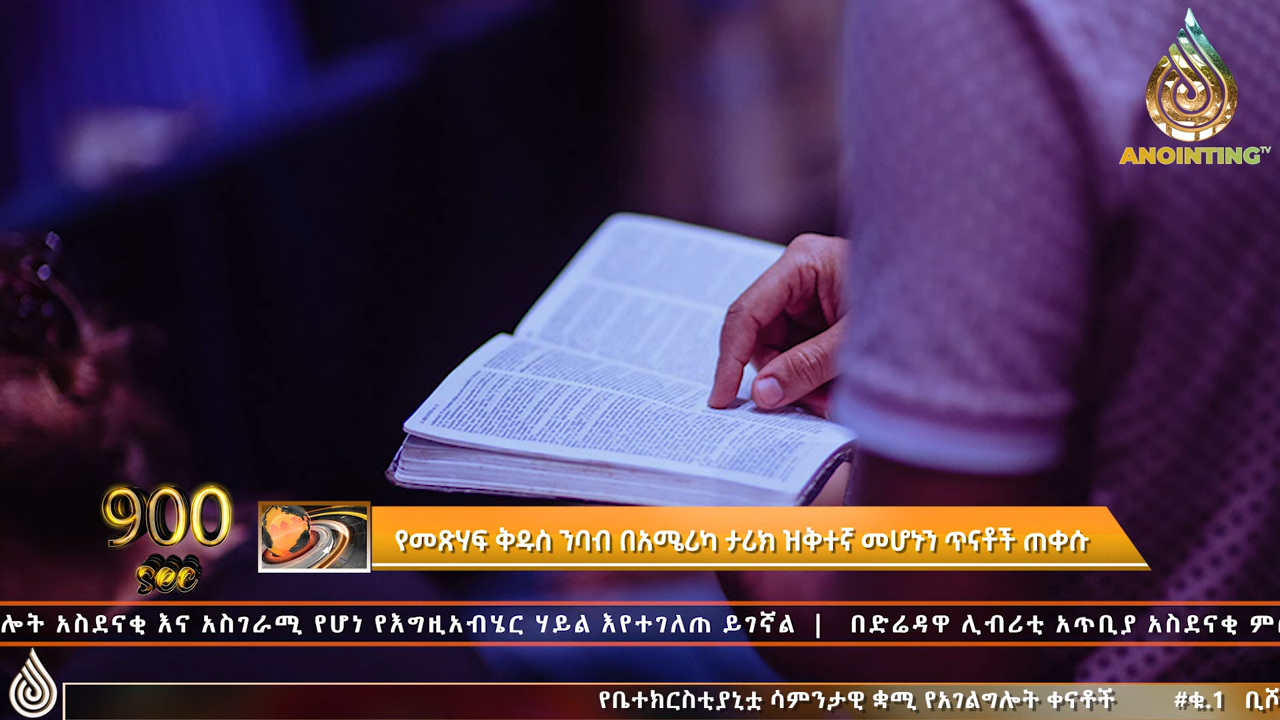 ANOINTING TV
900
sec
የመጽሃፍ ቅዱስ ንባብ በአሜሪካ ታሪክ ዝቅተኛ መሆኑን ጥናቶች ጠቀሱ
ሎት አስደናቂ እና አስገራሚ የሆነ የእግዚአብሄር ሃይል እየተገለጠ ይገኛል | በድሬዳዋ ሊብሪቲ አጥቢያ አስደናቂ
የቤተክርስቲያኒቷ ሳምንታዊ ቋሚ የአገልግሎት ቀናቶች #ቁ.1